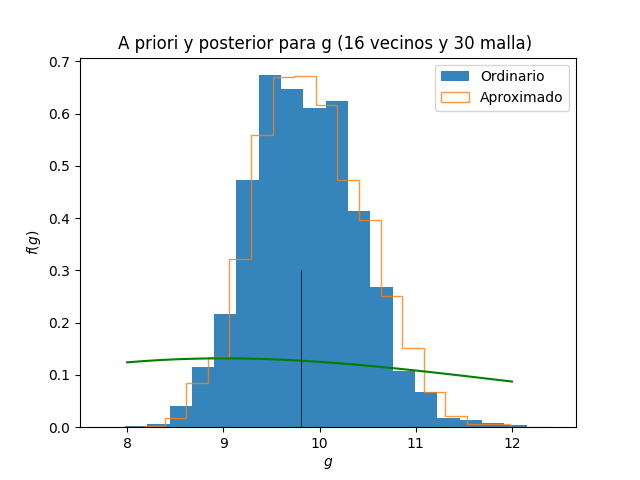 A priori y posterior para g (16 vecinos y 30 malla)
Ordinario
Aproximado
0.7
0.6
0.5
0.4
0.3
0.2
0.1
0.0
f(g)
8 9 10 11 12
g